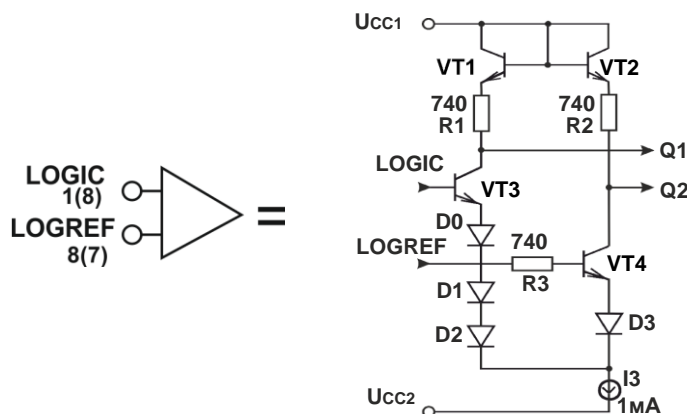 LOGIC
1(8)
LOGREF
8(7)
=
UCC1
VT1
VT2
740
R1
740
R2
Q1
LOGIC
VT3
Q2
D0
LOGREF
740
R3
VT4
D1
D2
D3
I3
1мА
UCC2